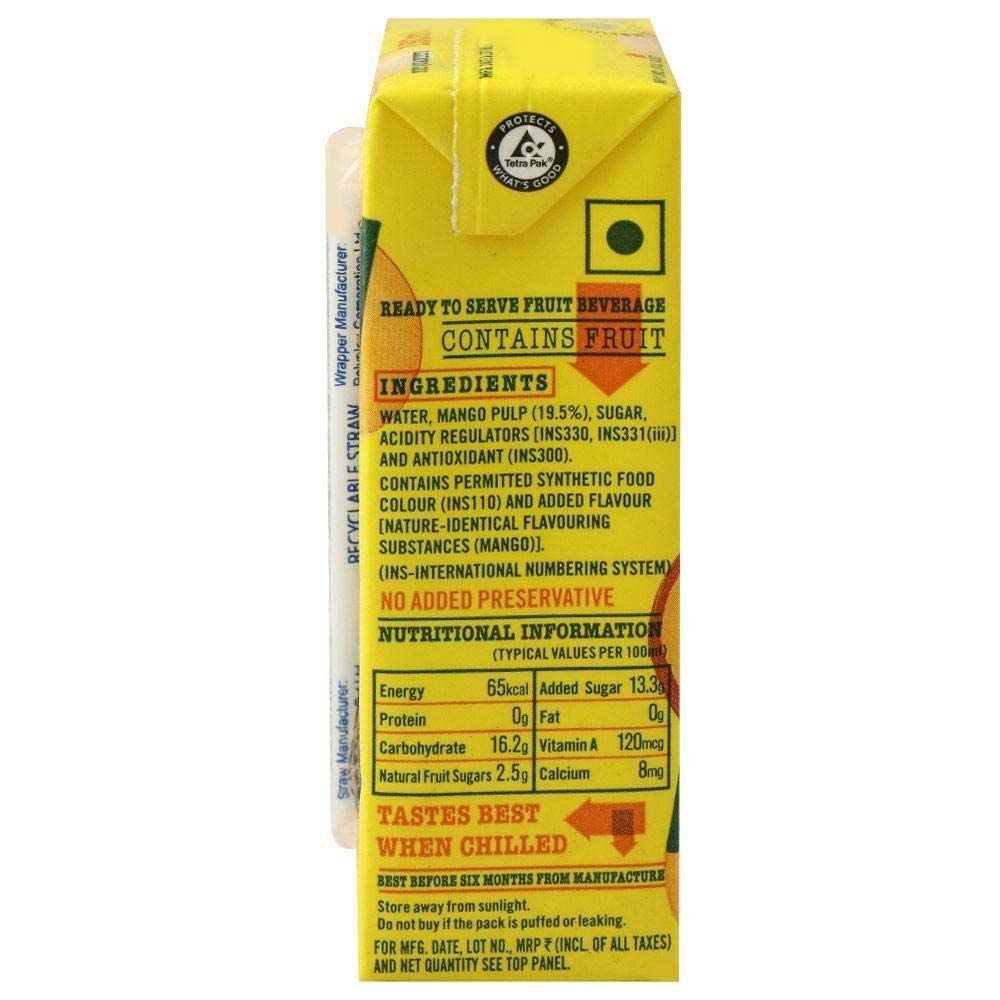 PROTECTS
Tetra Pak®
WHAT'S GOOD
READY TO SERVE FRUIT BEVERAGE
CONTAINS FRUIT
INGREDIENTS
WATER, MANGO PULP (19.5%), SUGAR,
ACIDITY REGULATORS [INS330, INS331(iii)]
AND ANTIOXIDANT (INS300).
CONTAINS PERMITTED SYNTHETIC FOOD
COLOUR (INS110) AND ADDED FLAVOUR
[NATURE-IDENTICAL FLAVOURING
SUBSTANCES (MANGO)].
(INS-INTERNATIONAL NUMBERING SYSTEM)
NO ADDED PRESERVATIVE
NUTRITIONAL INFORMATION
(TYPICAL VALUES PER 100ml)
Energy 65kcal Added Sugar 13.3g
Protein 0g Fat 0g
Carbohydrate 16.2g Vitamin A 120mcg
Natural Fruit Sugars 2.5g Calcium 8mg
TASTES BEST
WHEN CHILLED
BEST BEFORE SIX MONTHS FROM MANUFACTURE
Store away from sunlight.
Do not buy if the pack is puffed or leaking.
FOR MFG. DATE, LOT NO., MRP ₹ (INCL. OF ALL TAXES)
AND NET QUANTITY SEE TOP PANEL.
Wrapper Manufacturer:
RECYCLABLE STRAW
Straw Manufacturer: